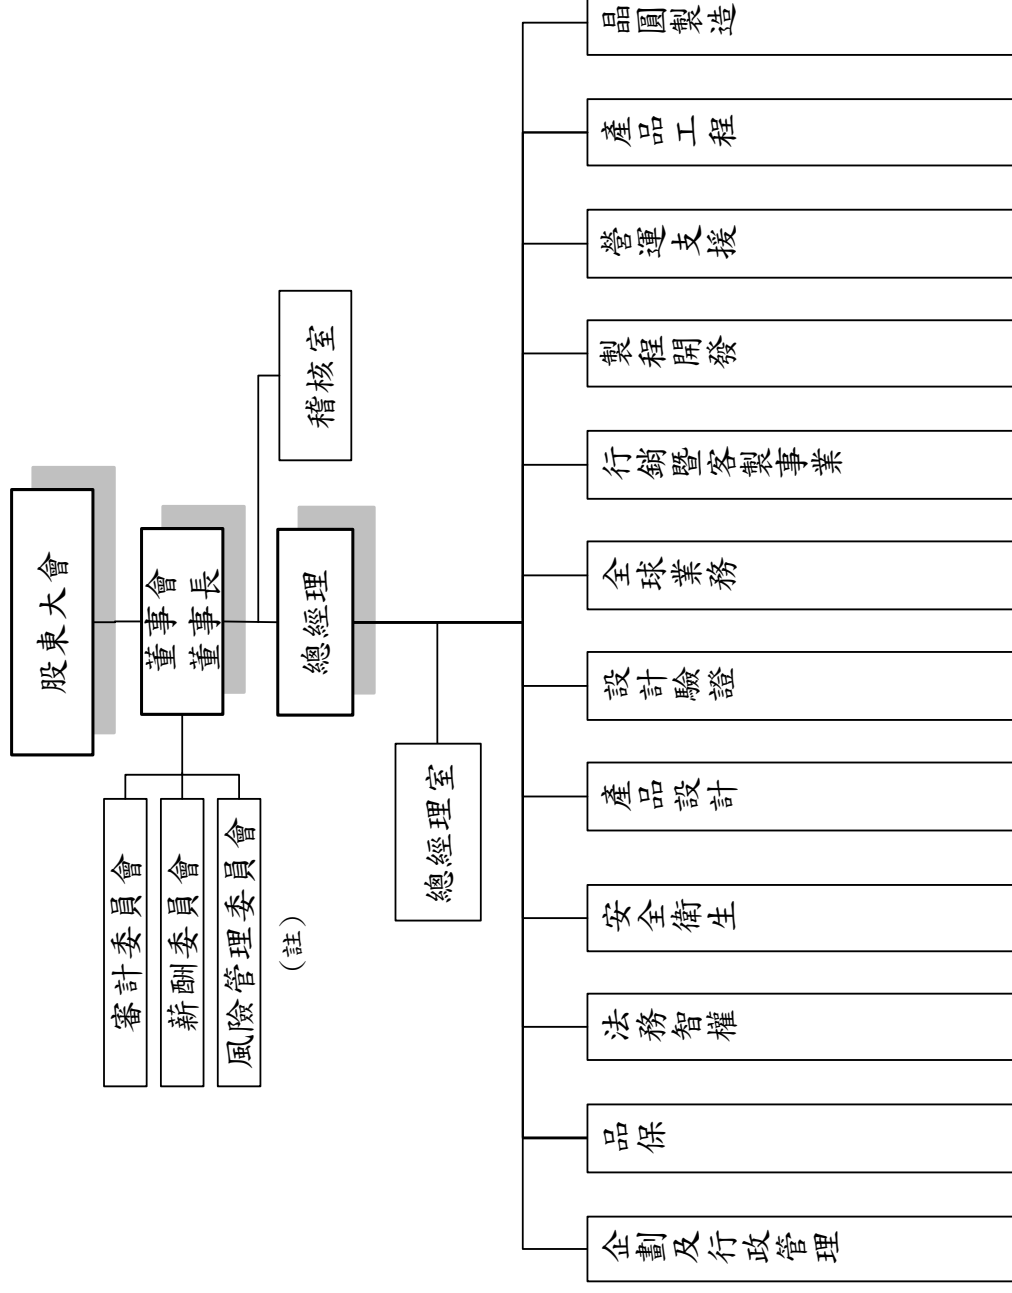 股東大會
董事會
董事長
稽核室
總經理
審計委員會
薪酬委員會
風險管理委員會
(註)
總經理室
企劃及行政管理
品保
法務智權
安全衛生
產品設計
設計驗證
全球業務
行銷暨客製事業
製程開發
營運支援
產品工程
晶圓製造